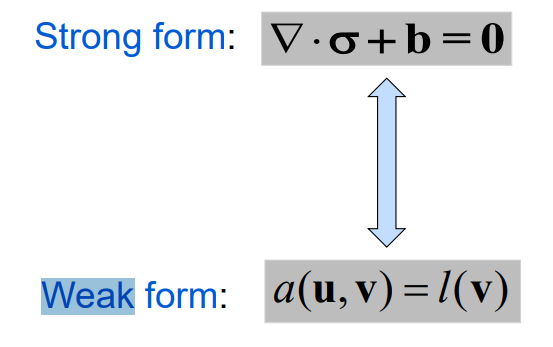 Strong form: ∇ · σ + b = 0
Weak form: a(u, v) = l(v)